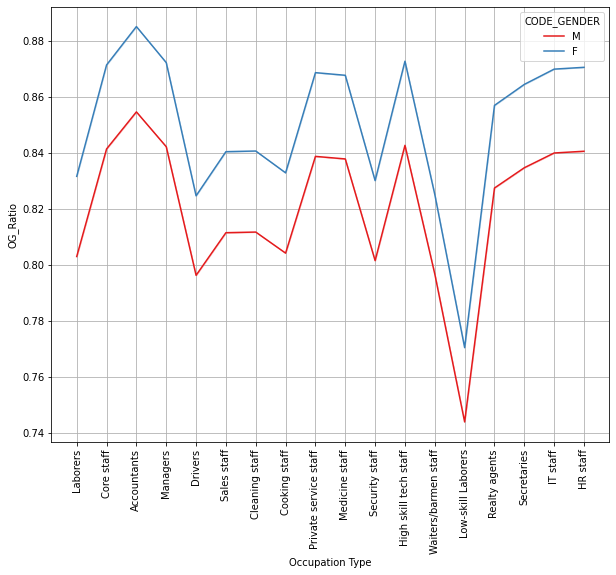 CODE_GENDER
M
F
0.88
0.86
0.84
0.82
0.80
0.78
0.76
0.74
OG_Ratio
Laborers
Core staff
Accountants
Managers
Drivers
Sales staff
Cleaning staff
Cooking staff
Private service staff
Medicine staff
Security staff
High skill tech staff
Waiters/barmen staff
Low-skill Laborers
Realty agents
Secretaries
IT staff
HR staff
Occupation Type